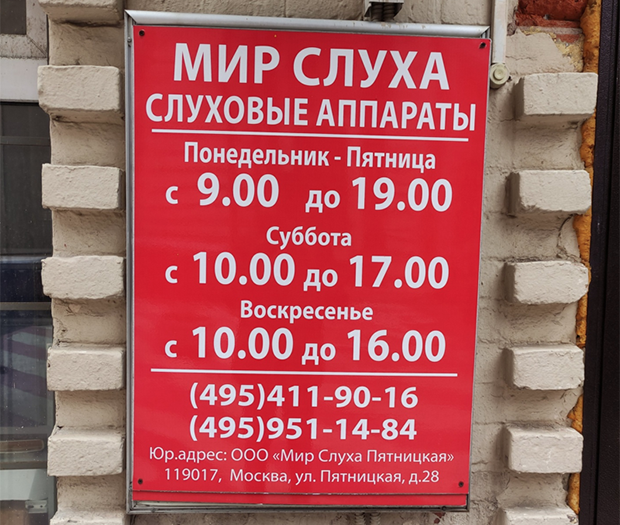 МИР СЛУХА
СЛУХОВЫЕ АППАРАТЫ
Понедельник - Пятница
с 9.00 до 19.00
Суббота
с 10.00 до 17.00
Воскресенье
с 10.00 до 16.00
(495)411-90-16
(495)951-14-84
Юр.адрес: ООО «Мир Слуха Пятницкая»
119017, Москва, ул. Пятницкая, д.28